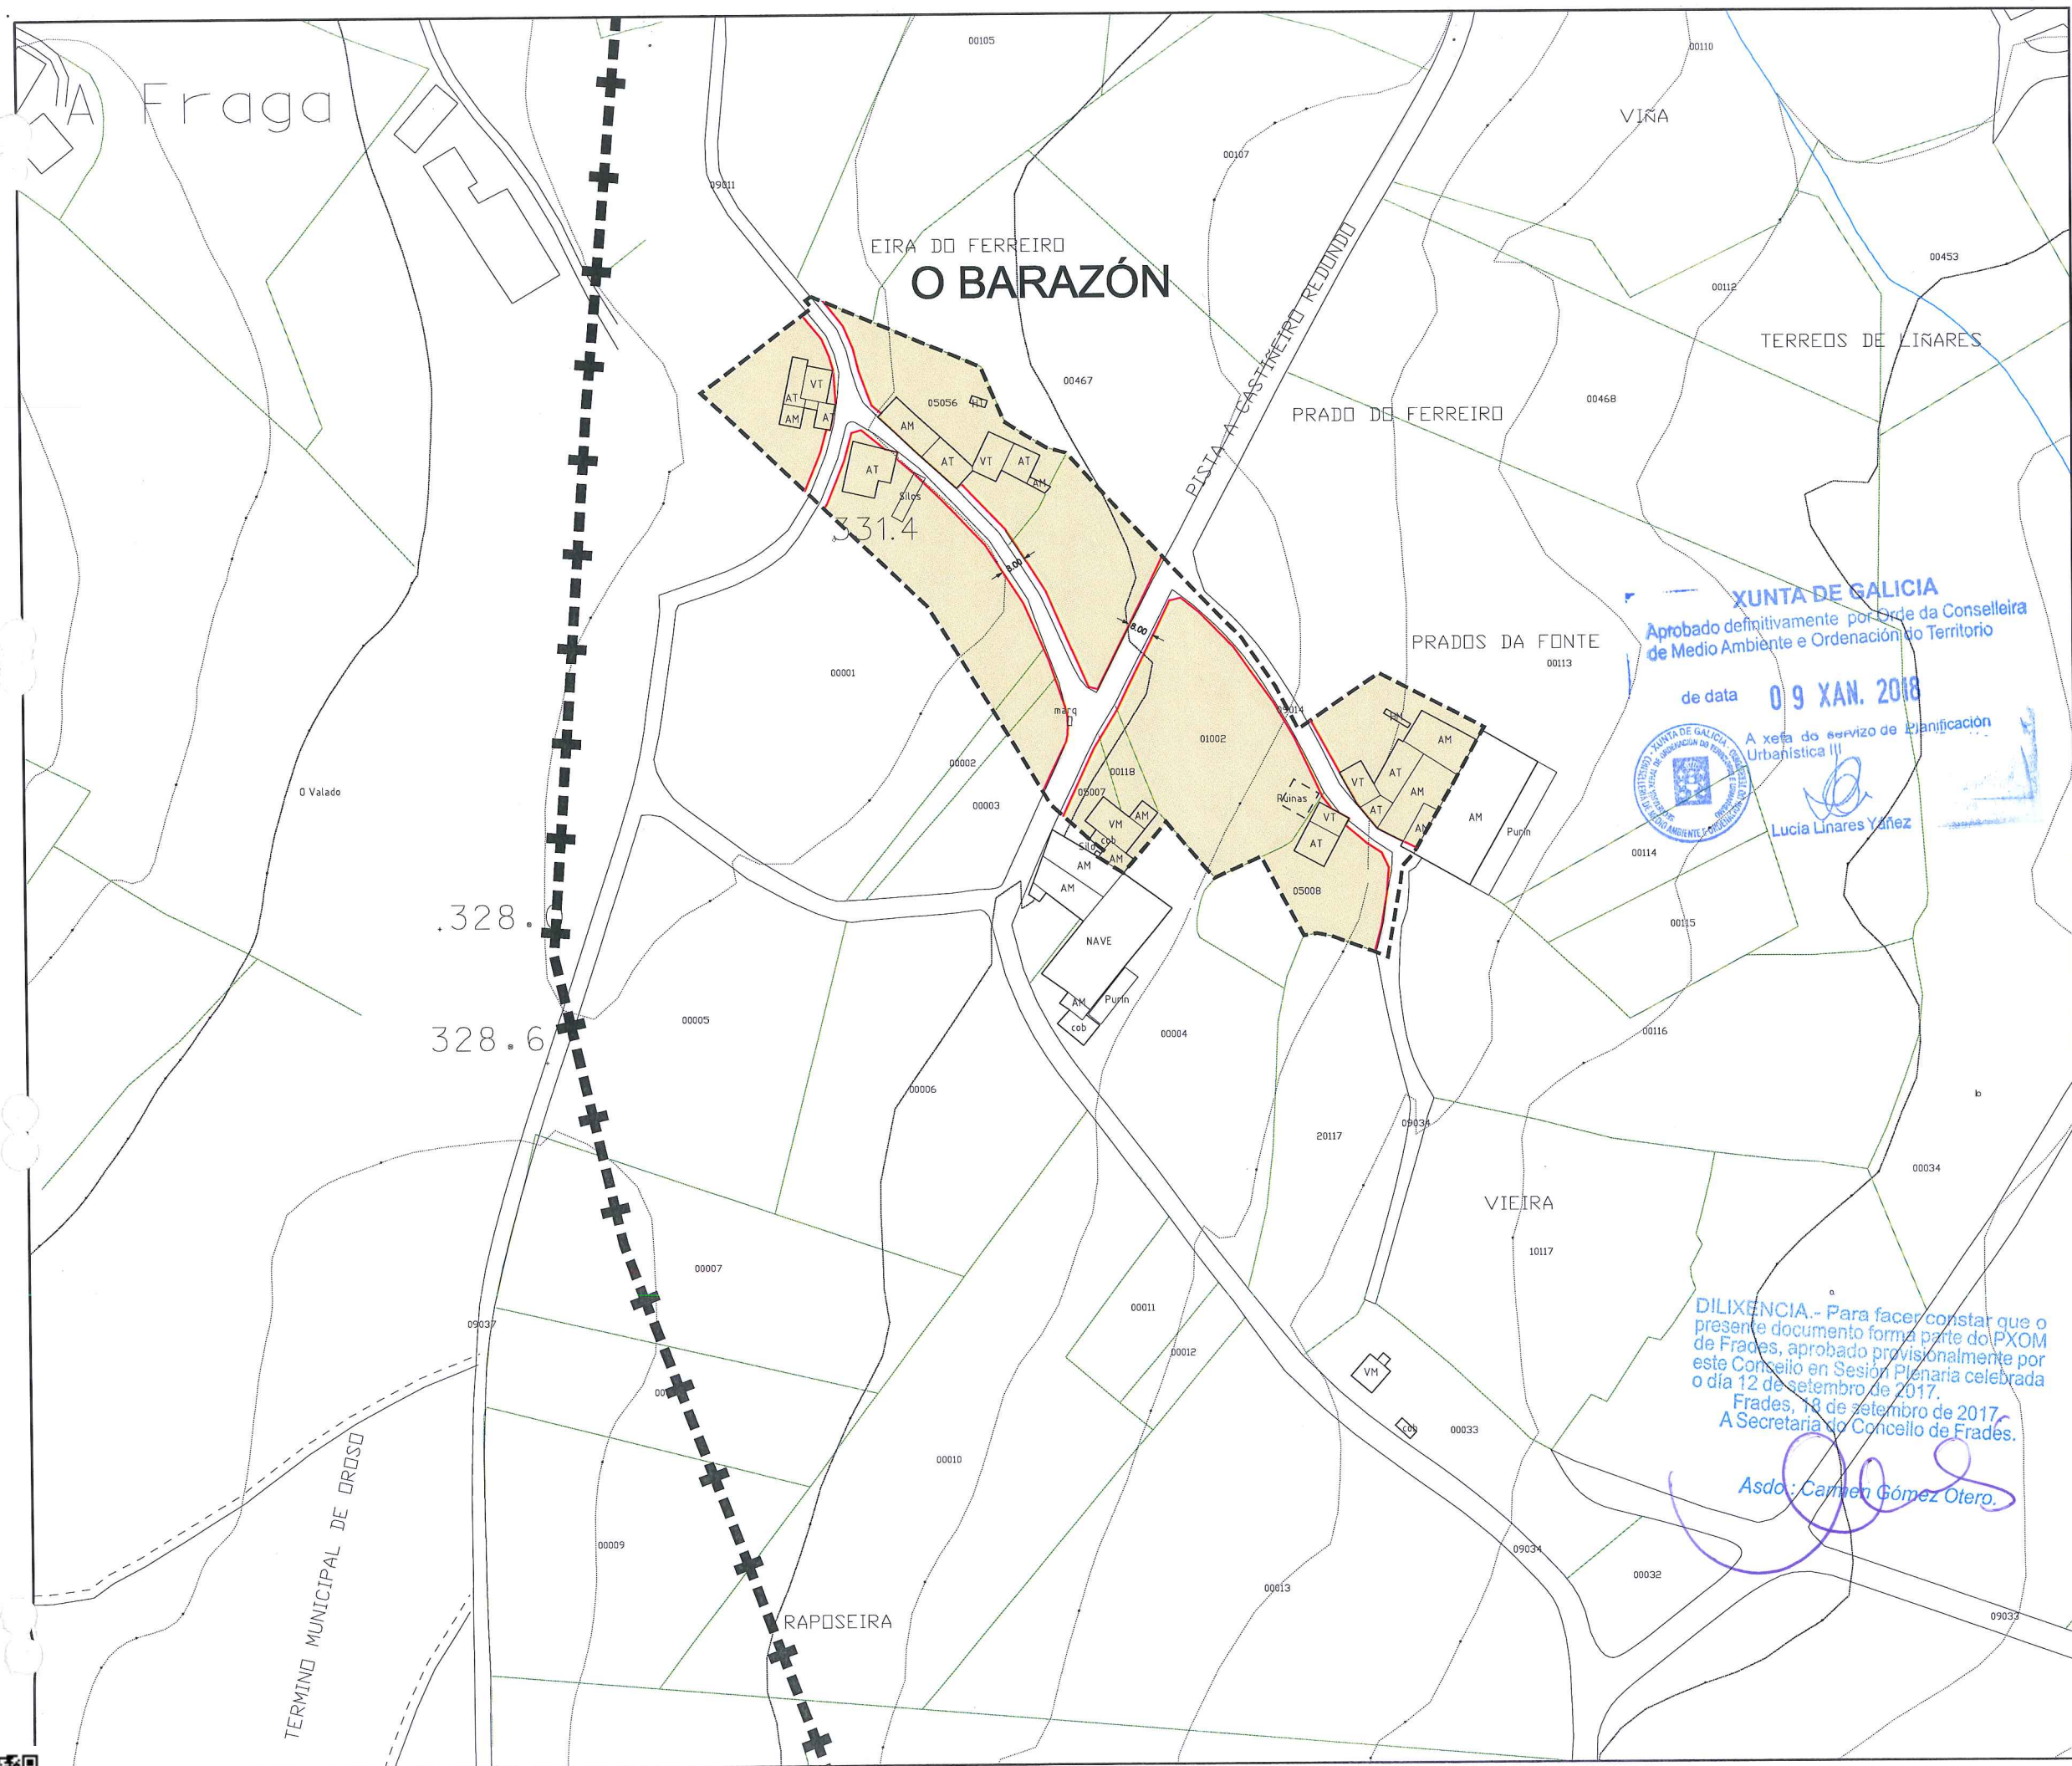 A Fraga
00105
00110
VIÑA
00107
09011
EIRA DO FERREIRO
O BARAZÓN
PISTA A CASTIÑEIRO REDONDO
00453
00112
TERREOS DE LIÑARES
00467
00468
PRADO DO FERREIRO
VT
AT
AM
AT
05056
AM
AT
VT
AT
AM
AT
Silos
331.4
8.00
8.00
XUNTA DE GALICIA
Aprobado definitivamente por Orde da Conselleira
de Medio Ambiente e Ordenación do Territorio
de data 09 XAN. 2018
A xefa do servizo de Planificación
Urbanística III
Lucía Linares Yáñez
PRADOS DA FONTE
00113
00001
marq
09014
01002
AM
AT
VT
AM
AT
AM
AM
Purín
00002
00118
00003
05007
Ruinas
VT
AT
VM
AM
cob
Silo
AM
AM
AM
O Valado
00114
05008
00115
328.
NAVE
AM
Purín
cob
328.6
00005
00004
00116
b
00006
20117
09034
00034
VIEIRA
10117
00007
00011
a
09037
00012
VM
cob
00033
DILIXENCIA.- Para facer constar que o
presente documento forma parte do PXOM
de Frades, aprobado provisionalmente por
este Concello en Sesión Plenaria celebrada
o día 12 de setembro de 2017.
Frades, 18 de setembro de 2017.
A Secretaria do Concello de Frades.
Asdo.: Carmen Gómez Otero.
00010
TERMINO MUNICIPAL DE OROSO
00009
09034
00013
00032
09033
RAPOSEIRA